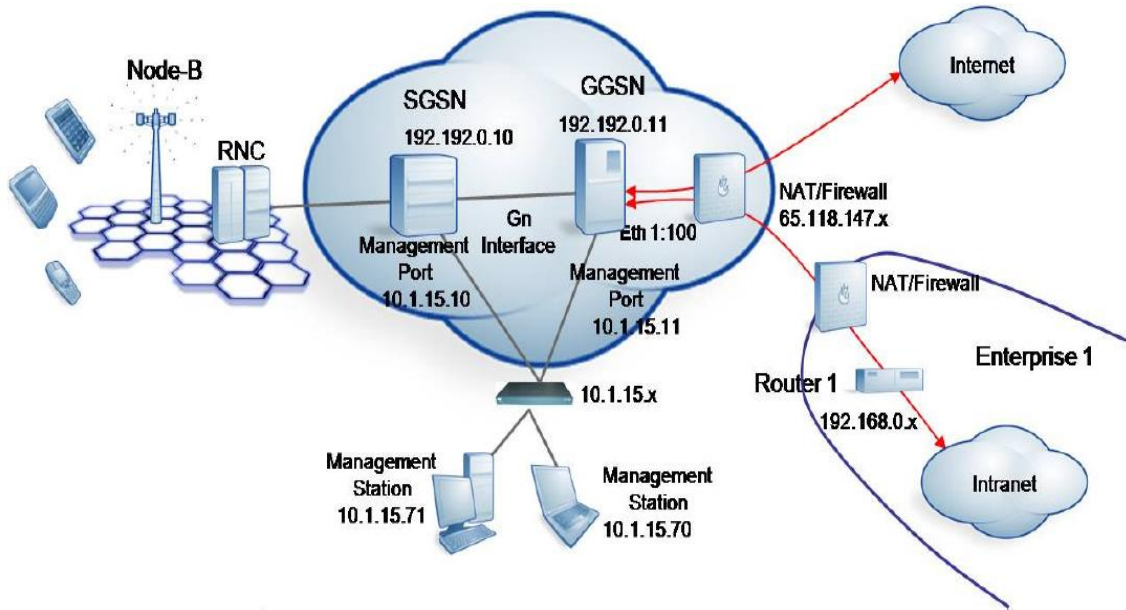 Node-B
RNC
SGSN
192.192.0.10
GGSN
192.192.0.11
Internet
NAT/Firewall
65.118.147.x
Gn
Interface
Eth 1:100
Management
Port
10.1.15.10
Management
Port
10.1.15.11
NAT/Firewall
Enterprise 1
Router 1
192.168.0.x
Intranet
10.1.15.x
Management
Station
10.1.15.71
Management
Station
10.1.15.70